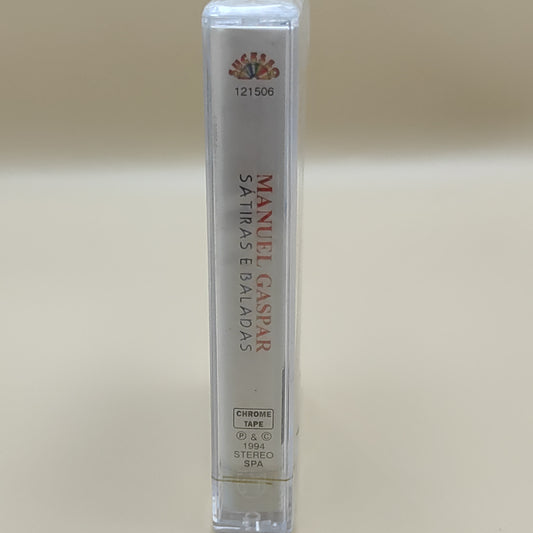 SUCESSO
121506
MANUEL GASPAR
SÁTIRAS E BALADAS
CHROME
TAPE
Ⓟ & Ⓒ
1994
STEREO
SPA